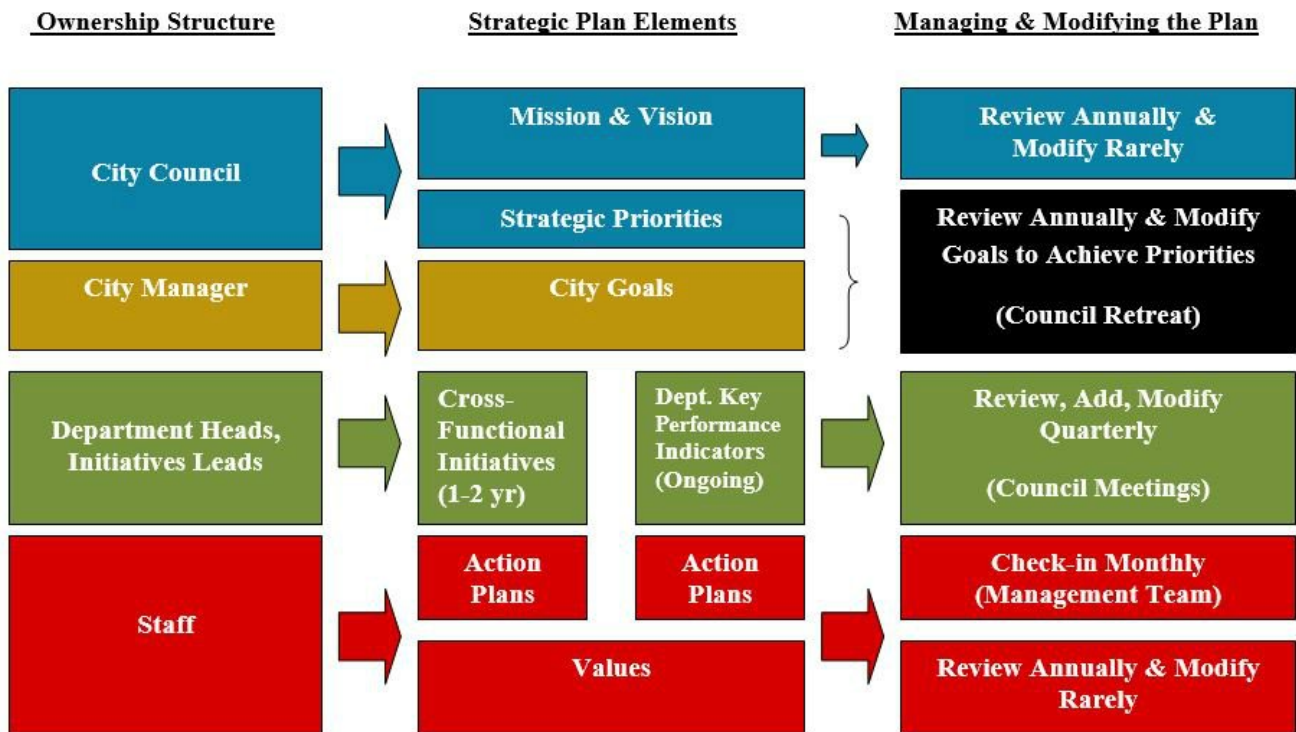 Ownership Structure
Strategic Plan Elements
Managing & Modifying the Plan
City Council
Mission & Vision
Review Annually &
Modify Rarely
Strategic Priorities
Review Annually & Modify
Goals to Achieve Priorities
(Council Retreat)
City Manager
City Goals
Department Heads,
Initiatives Leads
Cross-
Functional
Initiatives
(1-2 yr)
Dept. Key
Performance
Indicators
(Ongoing)
Review, Add, Modify
Quarterly
(Council Meetings)
Staff
Action
Plans
Action
Plans
Check-in Monthly
(Management Team)
Values
Review Annually & Modify
Rarely